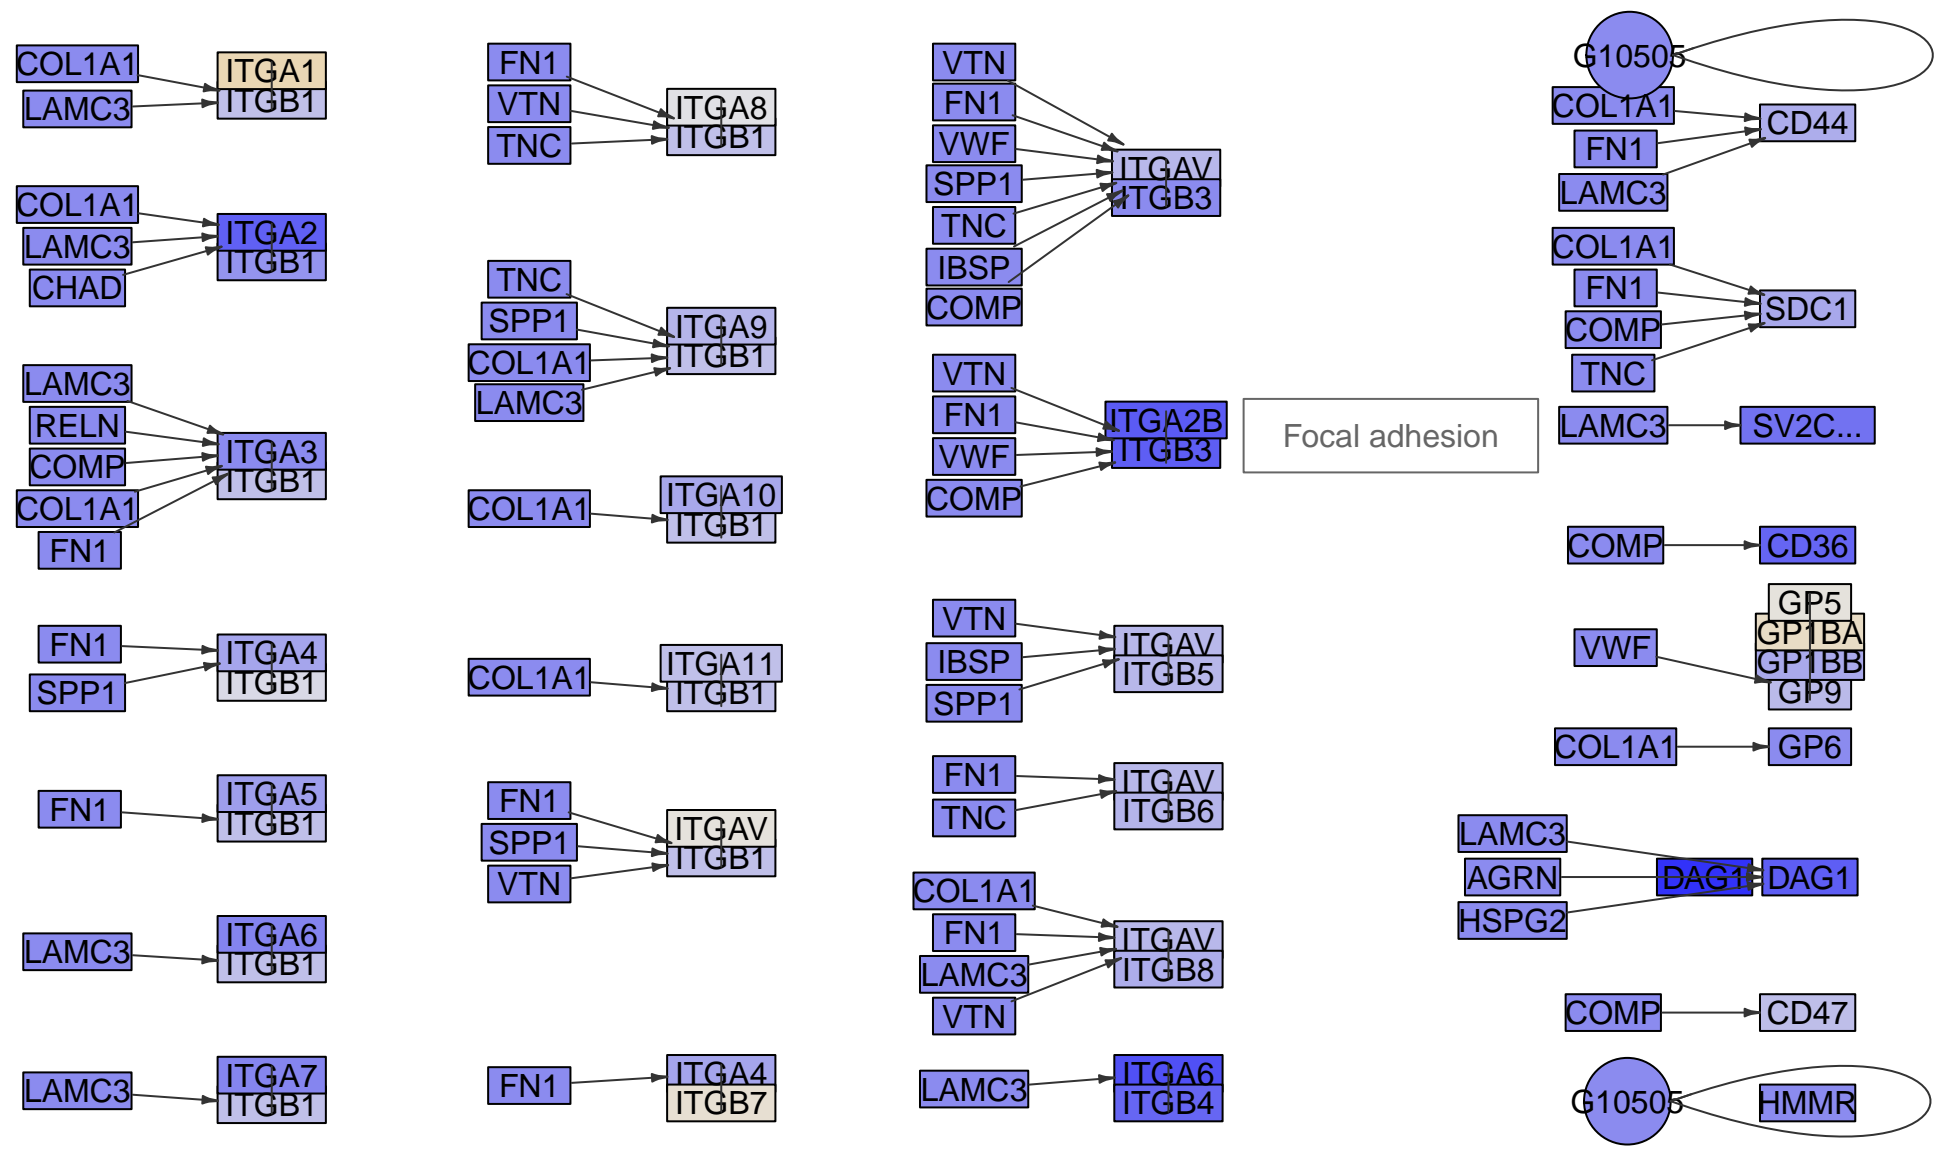 COL1A1
LAMC3
ITGA1
ITGB1
COL1A1
LAMC3
CHAD
ITGA2
ITGB1
LAMC3
RELN
COMP
COL1A1
FN1
ITGA3
ITGB1
FN1
SPP1
ITGA4
ITGB1
FN1
ITGA5
ITGB1
LAMC3
ITGA6
ITGB1
LAMC3
ITGA7
ITGB1
FN1
VTN
TNC
ITGA8
ITGB1
TNC
SPP1
COL1A1
LAMC3
ITGA9
ITGB1
COL1A1
ITGA10
ITGB1
COL1A1
ITGA11
ITGB1
FN1
SPP1
VTN
ITGAV
ITGB1
FN1
ITGA4
ITGB7
VTN
FN1
VWF
SPP1
TNC
IBSP
COMP
ITGAV
ITGB3
VTN
FN1
VWF
COMP
ITGA2B
ITGB3
Focal adhesion
VTN
IBSP
SPP1
ITGAV
ITGB5
FN1
TNC
ITGAV
ITGB6
COL1A1
FN1
LAMC3
VTN
ITGAV
ITGB8
LAMC3
ITGA6
ITGB4
G10505
COL1A1
FN1
LAMC3
CD44
COL1A1
FN1
COMP
TNC
SDC1
LAMC3
SV2C...
COMP
CD36
VWF
GP5
GP1BA
GP1BB
GP9
COL1A1
GP6
LAMC3
AGRN
HSPG2
DAG1
DAG1
COMP
CD47
G10505
HMMR